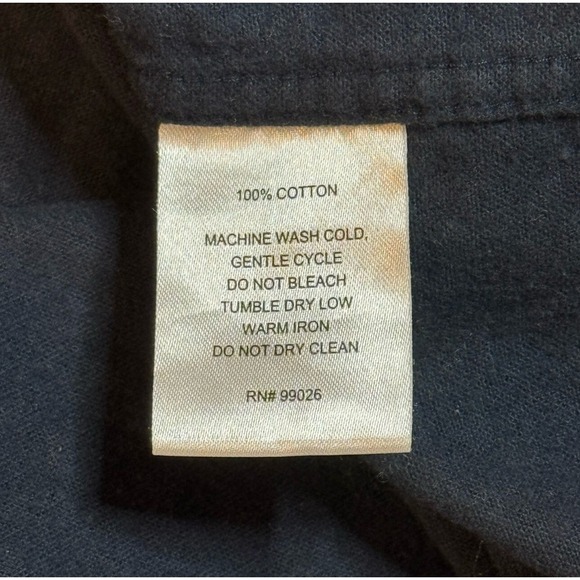 100% COTTON
MACHINE WASH COLD,
GENTLE CYCLE
DO NOT BLEACH
TUMBLE DRY LOW
WARM IRON
DO NOT DRY CLEAN
RN# 99026